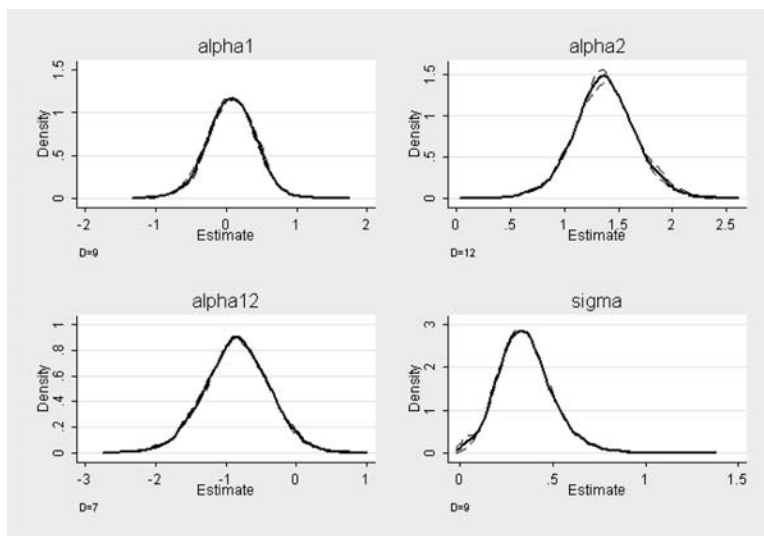 alpha1
Density
0
.5
1
1.5
-2
-1
0
1
2
Estimate
D=9
alpha2
Density
0
.5
1
1.5
0
.5
1
1.5
2
2.5
Estimate
D=12
alpha12
Density
0
.2
.4
.6
.8
1
-3
-2
-1
0
1
Estimate
D=7
sigma
Density
0
1
2
3
0
.5
1
1.5
Estimate
D=9